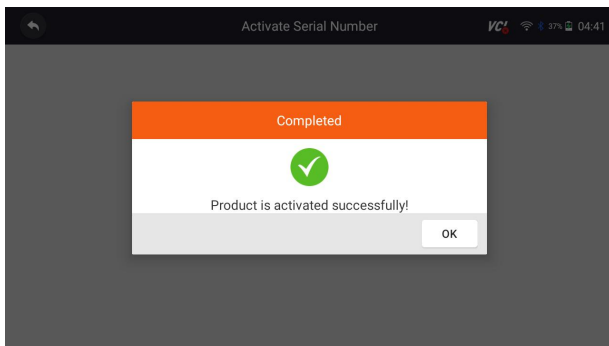 Activate Serial Number
VCI 37% 04:41
Completed
Product is activated successfully!
OK